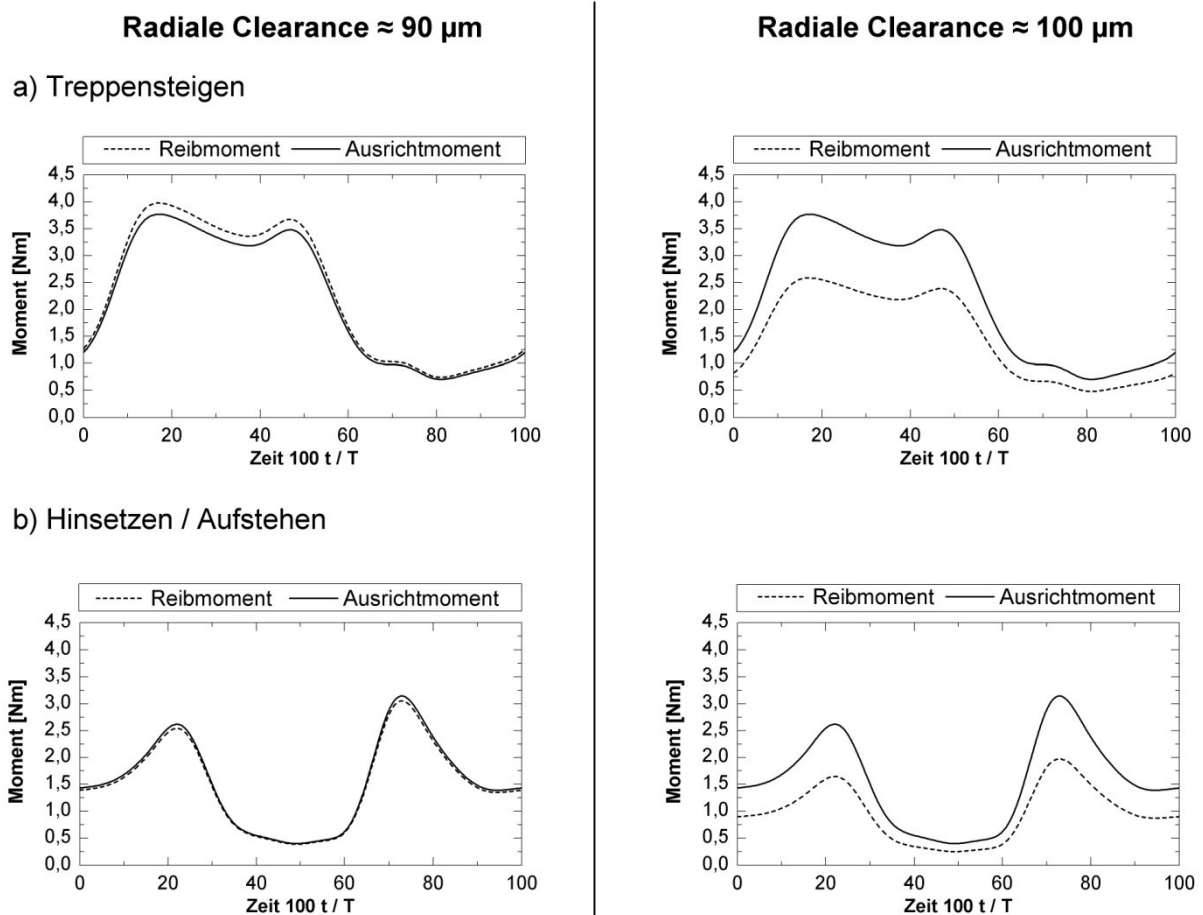 Radiale Clearance ≈ 90 µm
Radiale Clearance ≈ 100 µm
a) Treppensteigen
Reibmoment Ausrichtmoment
Moment [Nm]
4,5
4,0
3,5
3,0
2,5
2,0
1,5
1,0
0,5
0,0
0 20 40 60 80 100
Zeit 100 t / T
Reibmoment Ausrichtmoment
Moment [Nm]
4,5
4,0
3,5
3,0
2,5
2,0
1,5
1,0
0,5
0,0
0 20 40 60 80 100
Zeit 100 t / T
b) Hinsetzen / Aufstehen
Reibmoment Ausrichtmoment
Moment [Nm]
4,5
4,0
3,5
3,0
2,5
2,0
1,5
1,0
0,5
0,0
0 20 40 60 80 100
Zeit 100 t / T
Reibmoment Ausrichtmoment
Moment [Nm]
4,5
4,0
3,5
3,0
2,5
2,0
1,5
1,0
0,5
0,0
0 20 40 60 80 100
Zeit 100 t / T